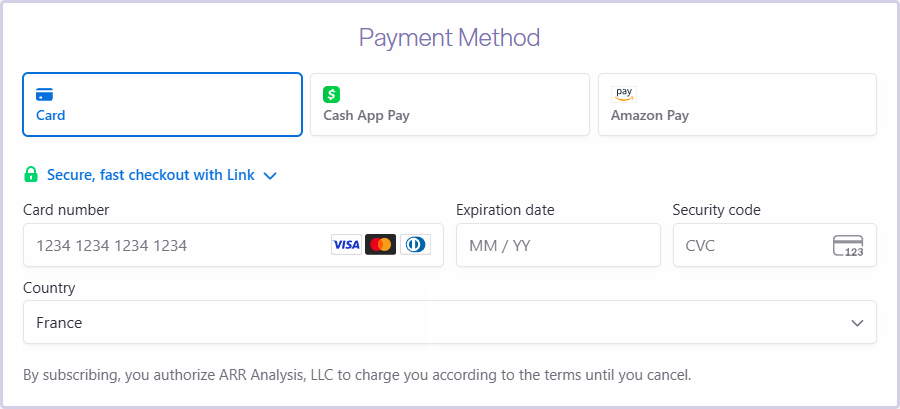 Payment Method
Card
Cash App Pay
pay
Amazon Pay
Secure, fast checkout with Link
Card number
Expiration date
Security code
1234 1234 1234 1234
VISA
MM / YY
CVC
123
Country
France
By subscribing, you authorize ARR Analysis, LLC to charge you according to the terms until you cancel.